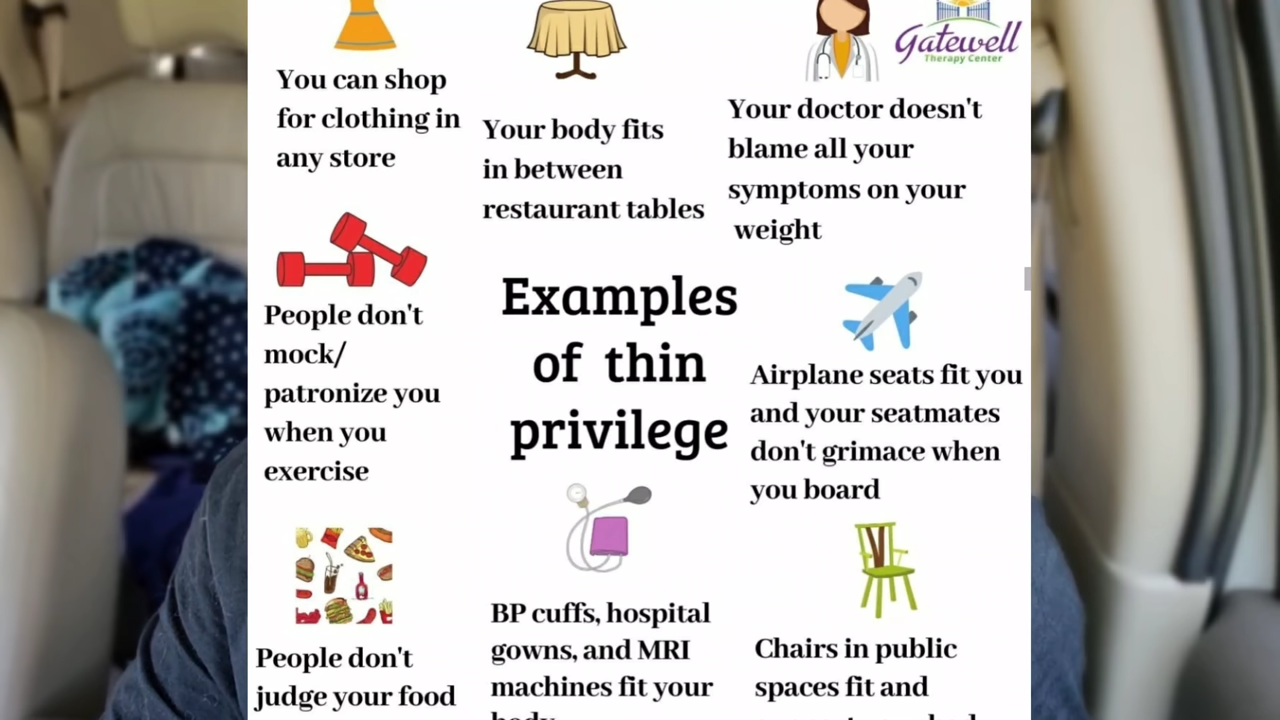 Gatewell
Therapy Center
You can shop
for clothing in
any store
Your body fits
in between
restaurant tables
Your doctor doesn't
blame all your
symptoms on your
weight
People don't
mock/
patronize you
when you
exercise
Examples
of thin
privilege
Airplane seats fit you
and your seatmates
don't grimace when
you board
People don't
judge your food
BP cuffs, hospital
gowns, and MRI
machines fit your
body
Chairs in public
spaces fit and